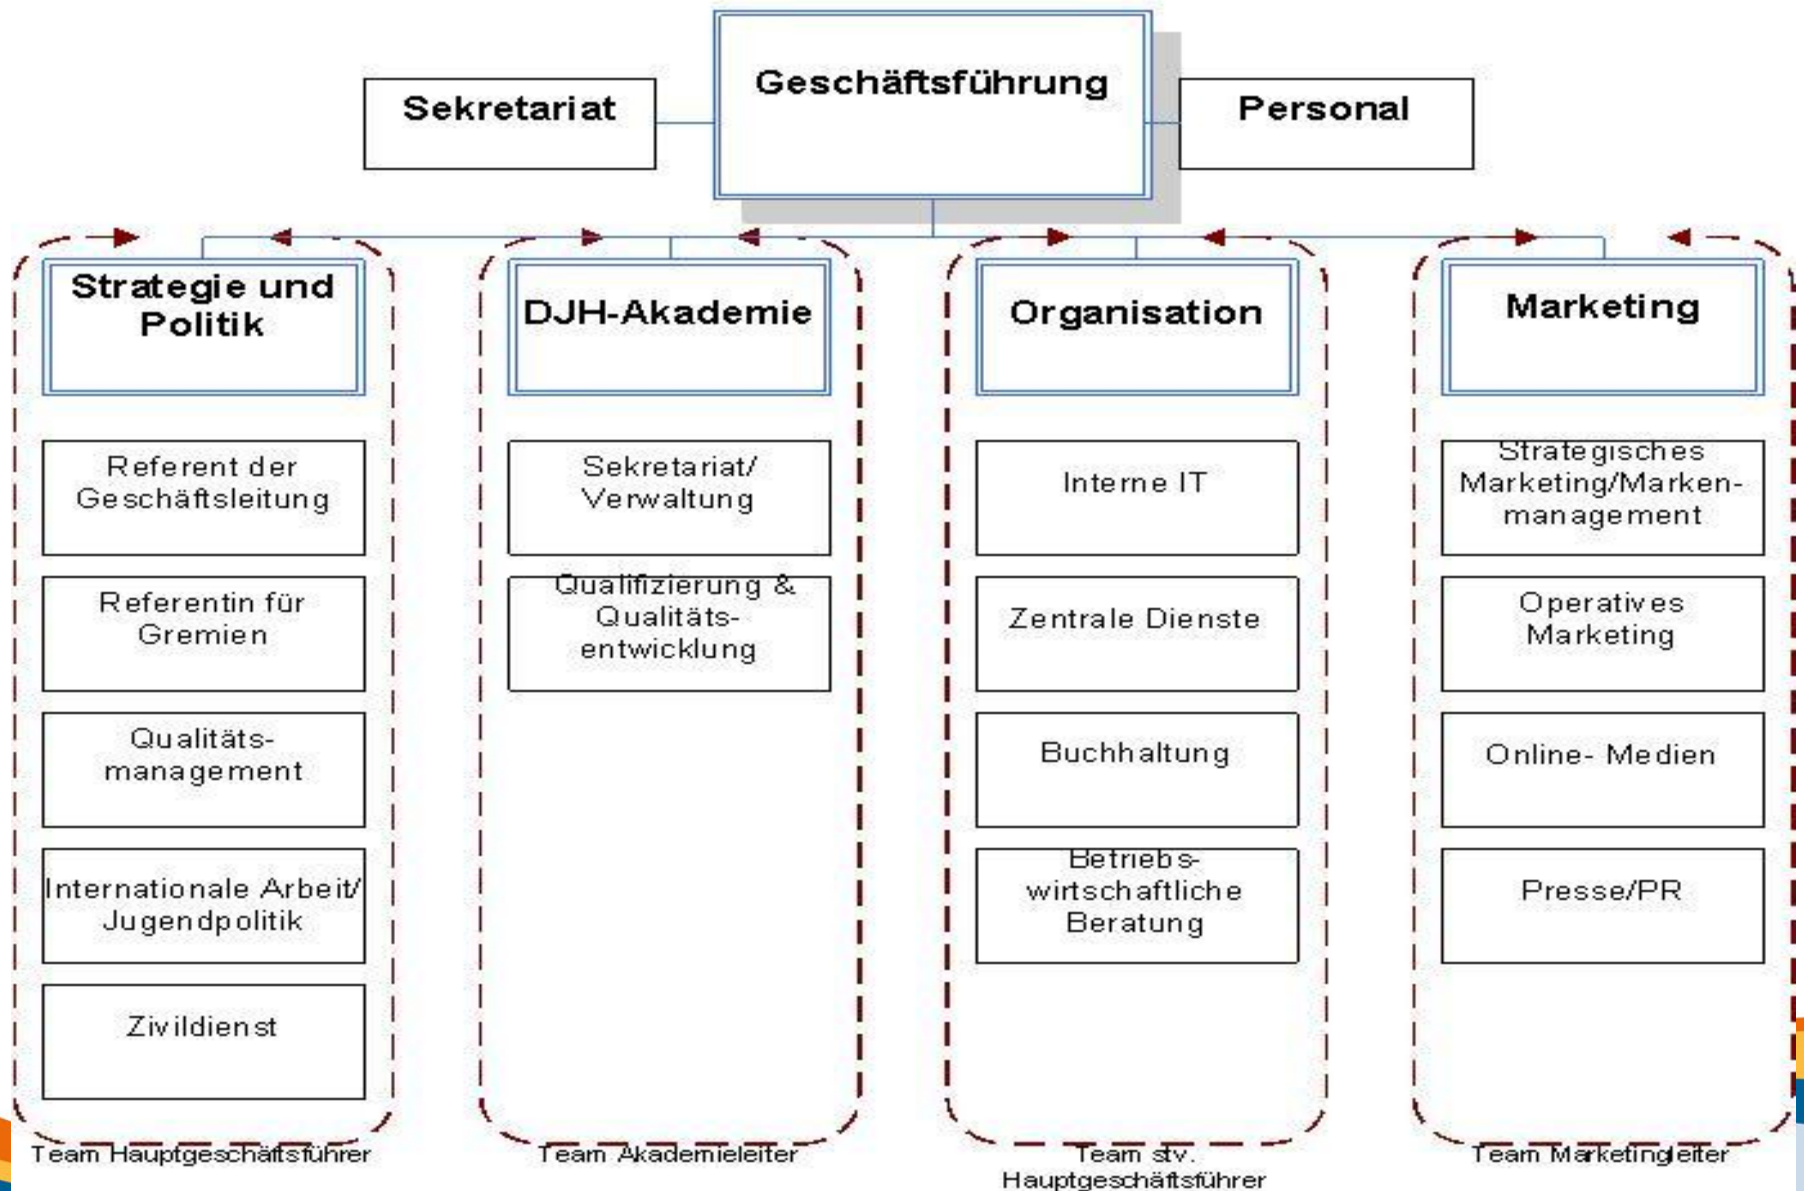 Geschäftsführung
Sekretariat
Personal
Strategie und
Politik
DJH-Akademie
Organisation
Marketing
Referent der
Geschäftsleitung
Referentin für
Gremien
Qualitäts-
management
Internationale Arbeit/
Jugendpolitik
Zivildienst
Team Hauptgeschäftsführer
Sekretariat/
Verwaltung
Qualifizierung &
Qualitäts-
entwicklung
Team Akademieleiter
Interne IT
Zentrale Dienste
Buchhaltung
Betriebs-
wirtschaftliche
Beratung
Team stv.
Hauptgeschäftsführer
Strategisches
Marketing/Marken-
management
Operatives
Marketing
Online- Medien
Presse/PR
Team Marketingleiter